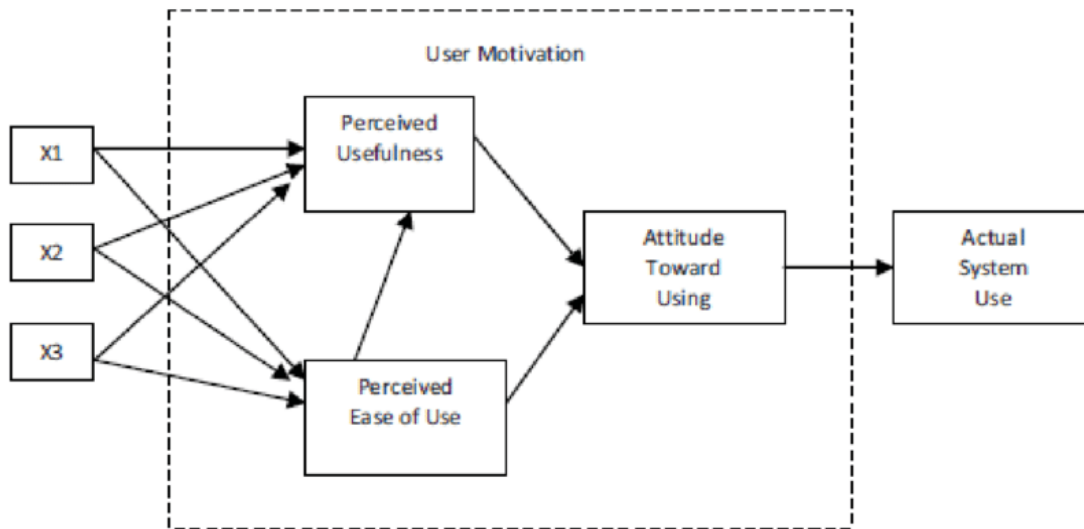 User Motivation
X1
Perceived
Usefulness
X2
Attitude
Toward
Using
Actual
System
Use
X3
Perceived
Ease of Use